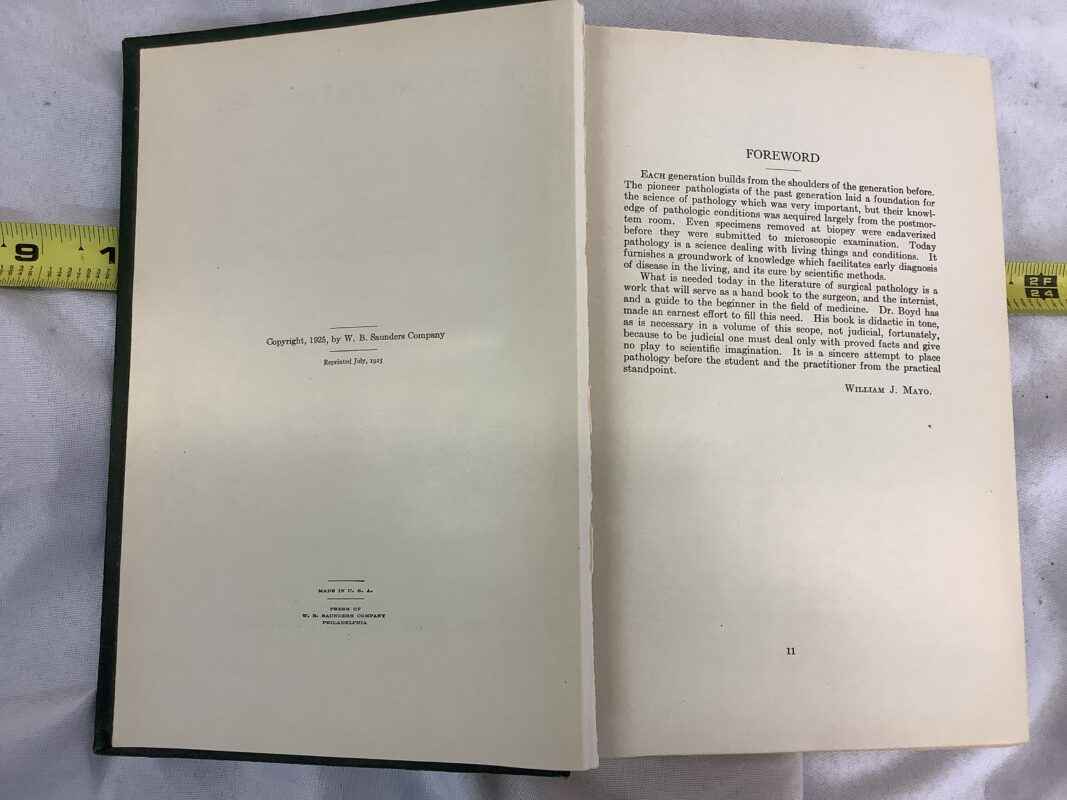 Copyright, 1925, by W. B. Saunders Company
Reprinted July, 1925
MADE IN U. S. A.
PRESS OF
W. B. SAUNDERS COMPANY
PHILADELPHIA
FOREWORD
EACH generation builds from the shoulders of the generation before.
The pioneer pathologists of the past generation laid a foundation for
the science of pathology which was very important, but their knowl-
edge of pathologic conditions was acquired largely from the postmor-
tem room. Even specimens removed at biopsy were cadaverized
before they were submitted to microscopic examination. Today
pathology is a science dealing with living things and conditions. It
furnishes a groundwork of knowledge which facilitates early diagnosis
of disease in the living, and its cure by scientific methods.
What is needed today in the literature of surgical pathology is a
work that will serve as a hand book to the surgeon, and the internist,
and a guide to the beginner in the field of medicine. Dr. Boyd has
made an earnest effort to fill this need. His book is didactic in tone,
as is necessary in a volume of this scope, not judicial, fortunately,
because to be judicial one must deal only with proved facts and give
no play to scientific imagination. It is a sincere attempt to place
pathology before the student and the practitioner from the practical
standpoint.
WILLIAM J. MAYO.
11
9
1
2F
24